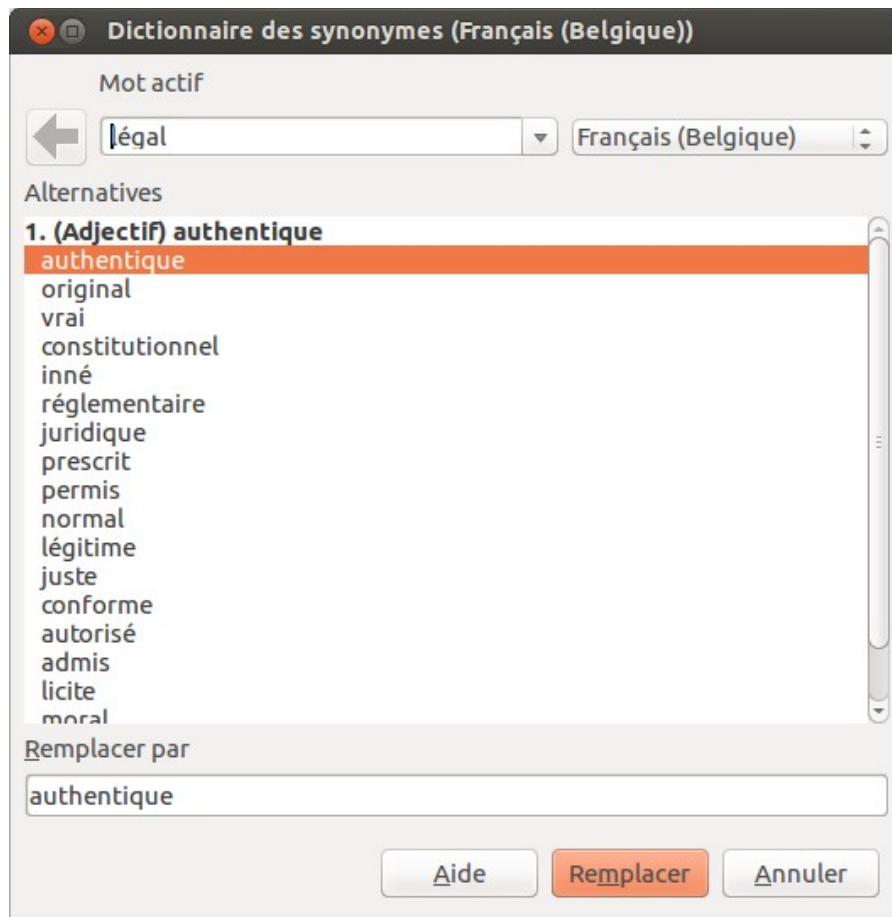 Dictionnaire des synonymes (Français (Belgique))
Mot actif
légal
Français (Belgique)
Alternatives
1. (Adjectif) authentique
authentique
original
vrai
constitutionnel
inné
réglementaire
juridique
prescrit
permis
normal
légitime
juste
conforme
autorisé
admis
licite
moral
Remplacer par
authentique
Aide
Remplacer
Annuler